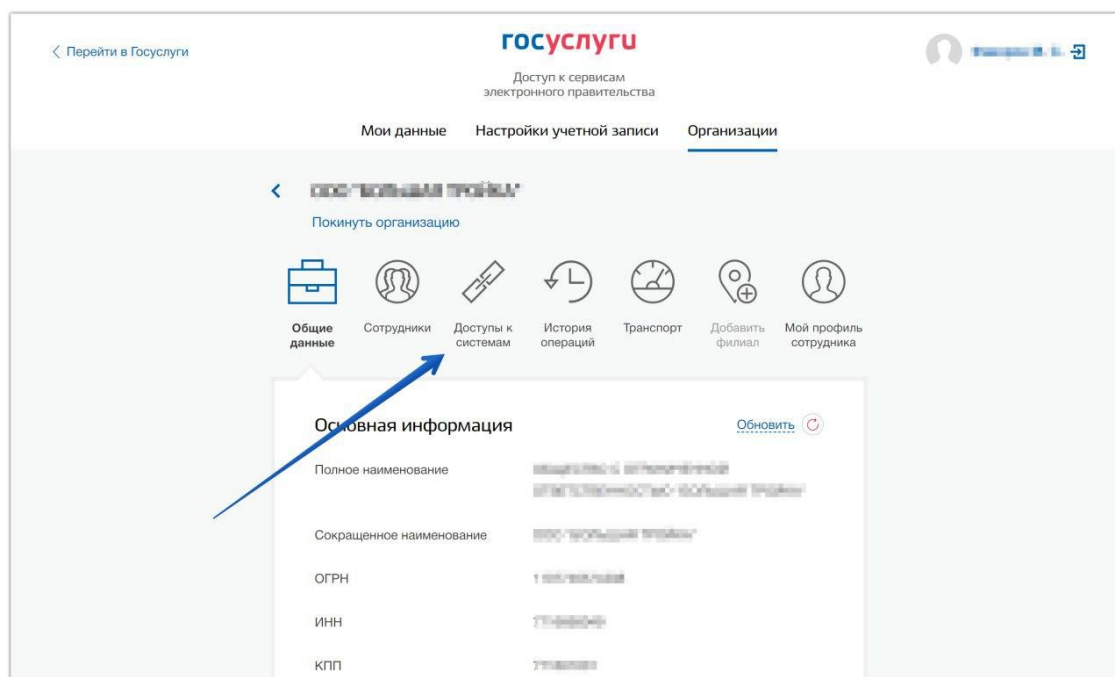 Перейти в Госуслуги
госуслуги
Доступ к сервисам
электронного правительства
Мои данные Настройки учетной записи Организации
Покинуть организацию
Общие данные
Сотрудники
Доступы к системам
История операций
Транспорт
Добавить филиал
Мой профиль сотрудника
Основная информация Обновить
Полное наименование
Сокращенное наименование
ОГРН
ИНН
КПП